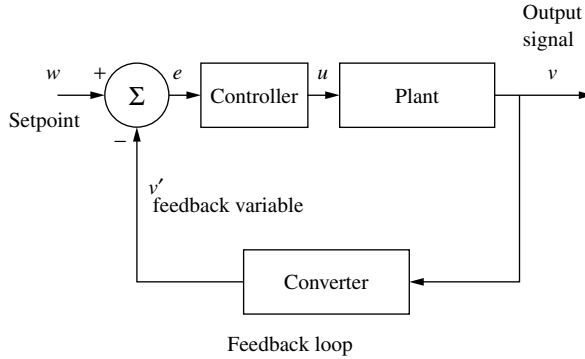 Output
signal
w
+
e
u
v
Σ
Controller
Plant
Setpoint
−
v′
feedback variable
Converter
Feedback loop